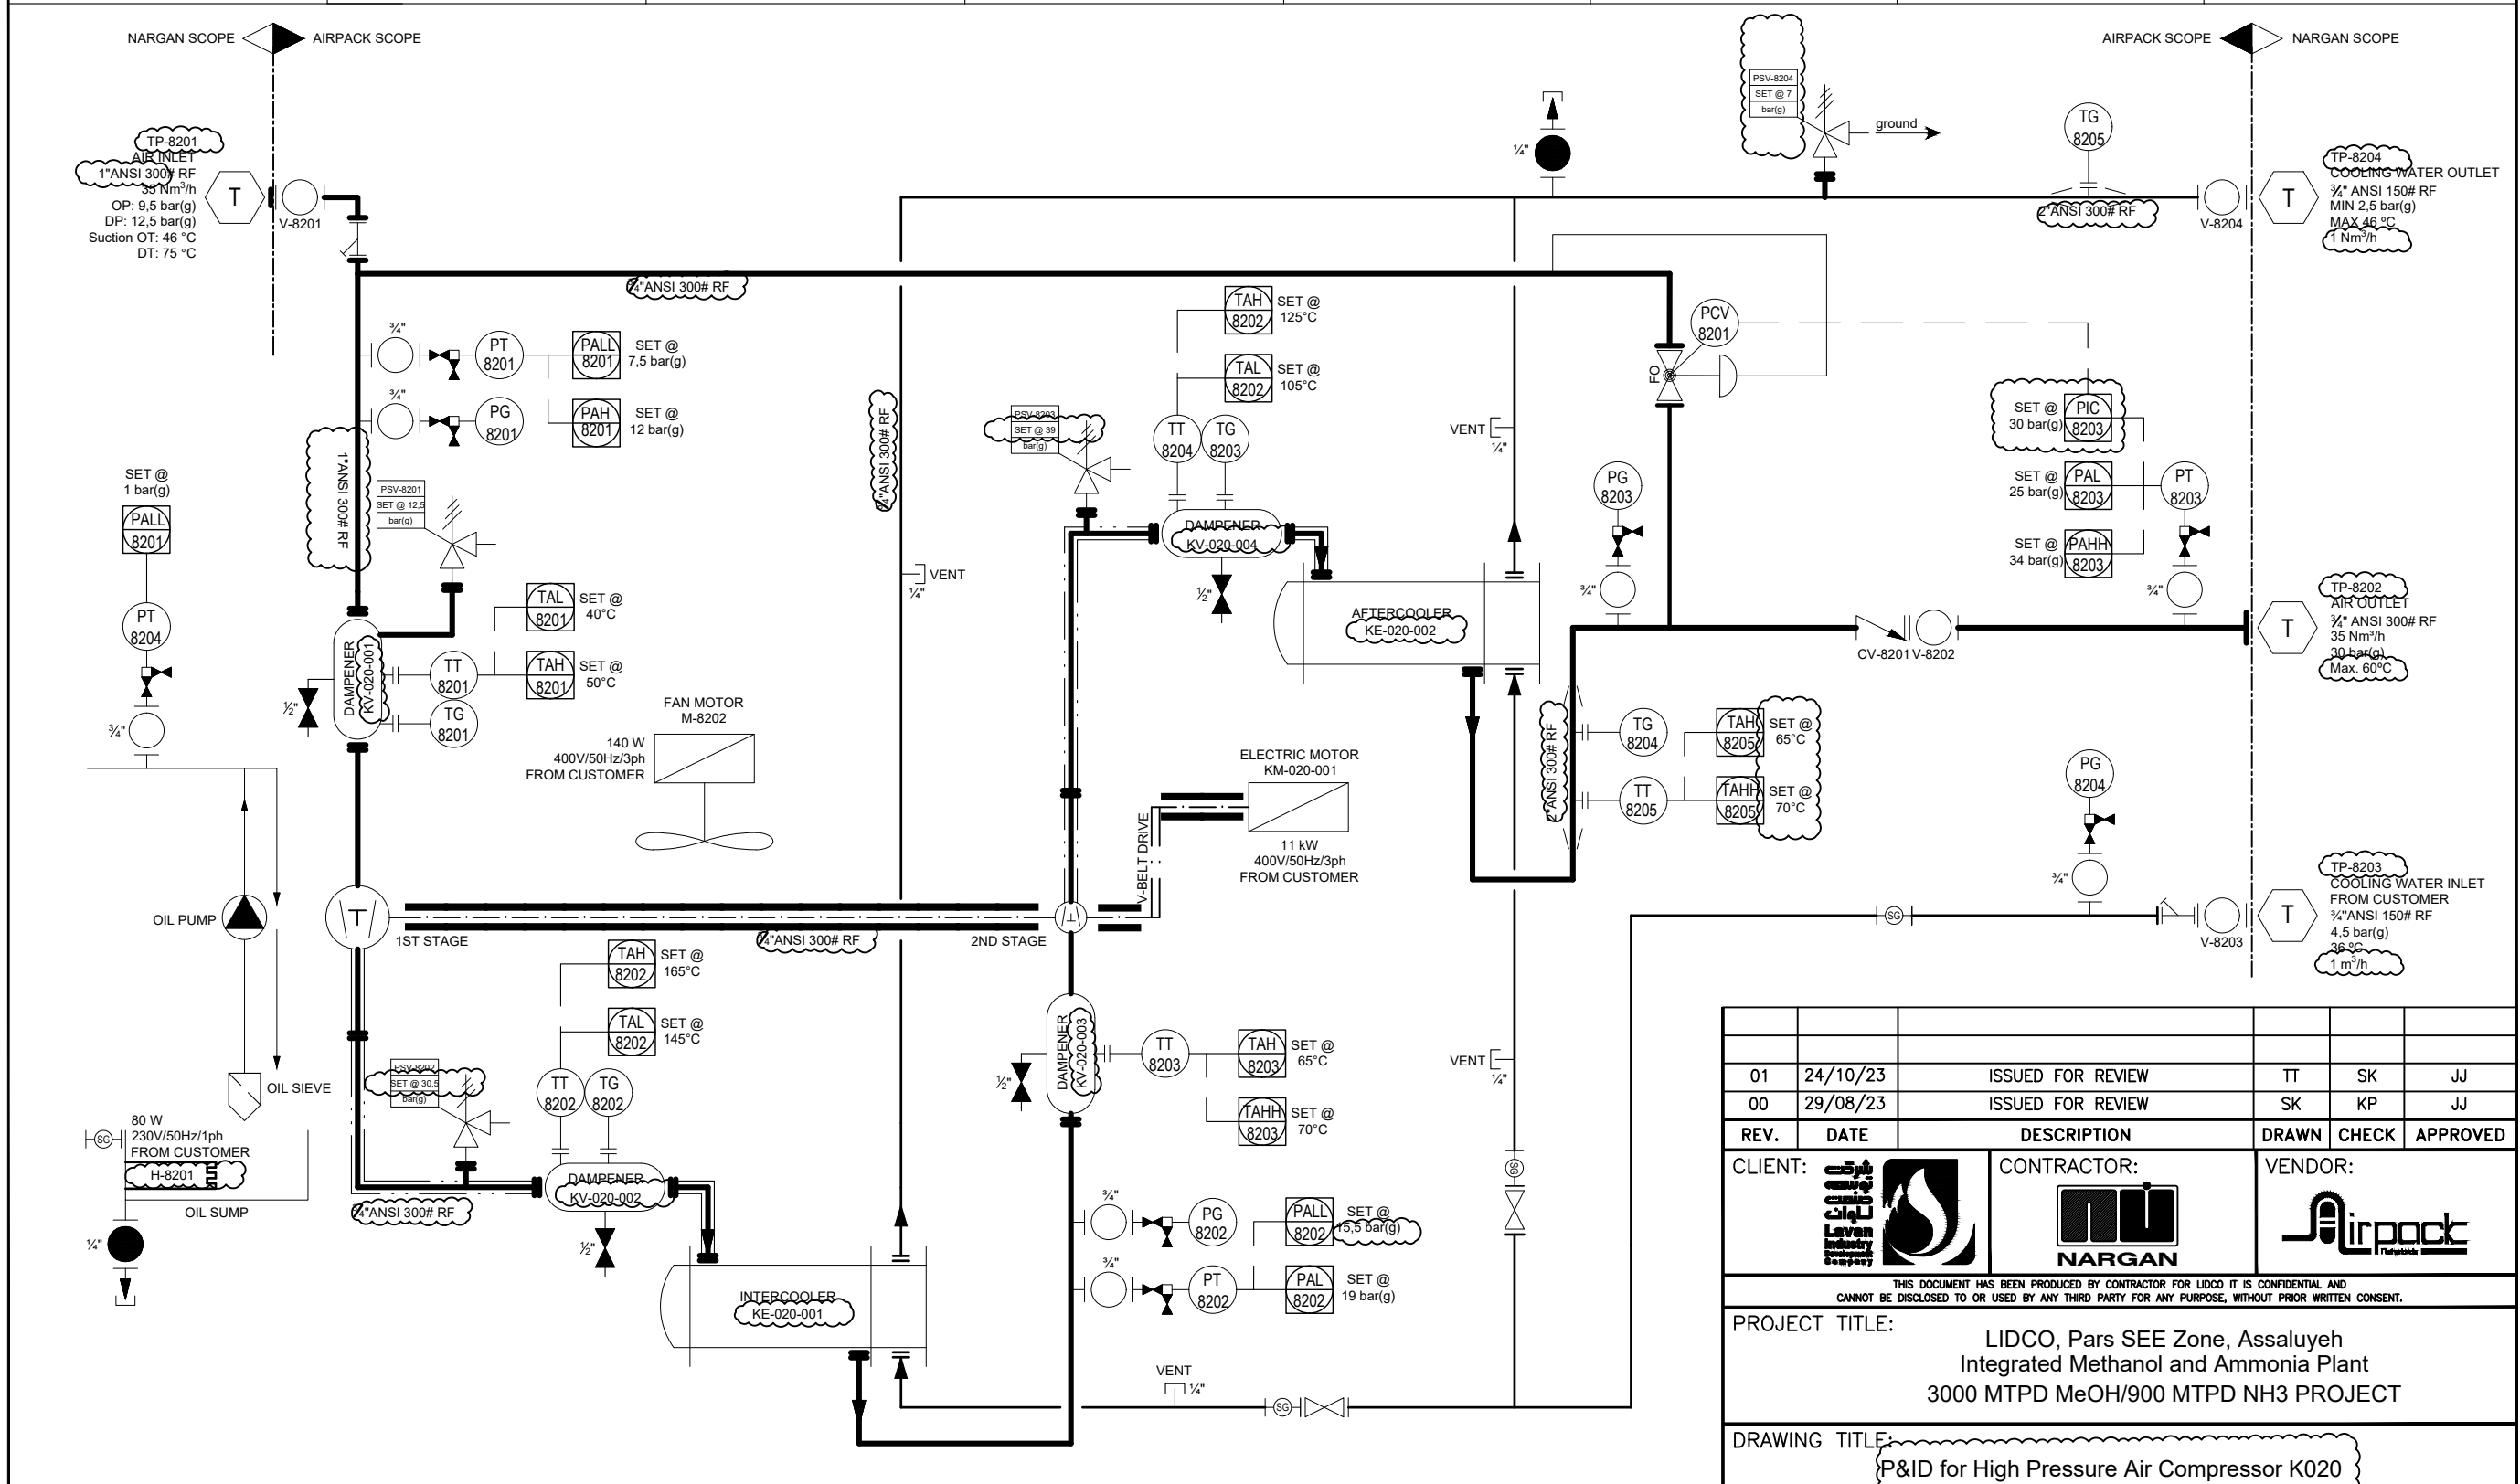 NARGAN SCOPE
AIRPACK SCOPE
AIRPACK SCOPE
NARGAN SCOPE
TP-8201
AIR INLET
1"ANSI 300# RF
35 Nm³/h
OP: 9,5 bar(g)
DP: 12,5 bar(g)
Suction OT: 46 °C
DT: 75 °C
T
V-8201
¼"
PSV-8204
SET @ 7
bar(g)
ground
TG
8205
2"ANSI 300# RF
V-8204
T
TP-8204
COOLING WATER OUTLET
¾" ANSI 150# RF
MIN 2,5 bar(g)
MAX 46 ºC
1 Nm³/h
¾"ANSI 300# RF
¾"
PT
8201
PALL
8201
SET @
7,5 bar(g)
¾"
PG
8201
PAH
8201
SET @
12 bar(g)
1"ANSI 300# RF
PSV-8201
SET @ 12,5
bar(g)
SET @
1 bar(g)
PALL
8201
PT
8204
¾"
DAMPENER
KV-020-001
½"
TAL
8201
SET @
40°C
TT
8201
TAH
8201
SET @
50°C
TG
8201
FAN MOTOR
M-8202
140 W
400V/50Hz/3ph
FROM CUSTOMER
¾"ANSI 300# RF
VENT
¼"
TAH
8202
SET @
125°C
TAL
8202
SET @
105°C
PSV-8203
SET @ 39
bar(g)
TT
8204
TG
8203
DAMPENER
KV-020-004
½"
VENT
¼"
AFTERCOOLER
KE-020-002
PCV
8201
FO
SET @
30 bar(g)
PIC
8203
SET @
25 bar(g)
PAL
8203
SET @
34 bar(g)
PAHH
8203
PT
8203
¾"
PG
8203
¾"
CV-8201
V-8202
T
TP-8202
AIR OUTLET
¾" ANSI 300# RF
35 Nm³/h
30 bar(g)
Max. 60ºC
2"ANSI 300# RF
TG
8204
TAH
8205
SET @
65°C
TT
8205
TAHH
8205
SET @
70°C
ELECTRIC MOTOR
KM-020-001
11 kW
400V/50Hz/3ph
FROM CUSTOMER
V-BELT DRIVE
PG
8204
¾"
SG
V-8203
T
TP-8203
COOLING WATER INLET
FROM CUSTOMER
¾"ANSI 150# RF
4,5 bar(g)
36 ºC
1 m³/h
OIL PUMP
OIL SIEVE
SG
80 W
230V/50Hz/1ph
FROM CUSTOMER
H-8201
OIL SUMP
¼"
T
1ST STAGE
¾"ANSI 300# RF
2ND STAGE
T
TAH
8202
SET @
165°C
TAL
8202
SET @
145°C
PSV-8202
SET @ 30,5
bar(g)
TT
8202
TG
8202
DAMPENER
KV-020-002
¾"ANSI 300# RF
½"
INTERCOOLER
KE-020-001
DAMPENER
KV-020-003
½"
TT
8203
TAH
8203
SET @
65°C
TAHH
8203
SET @
70°C
¾"
PG
8202
PALL
8202
SET @
15,5 bar(g)
¾"
PT
8202
PAL
8202
SET @
19 bar(g)
VENT
¼"
SG
VENT
¼"
SG
01 24/10/23 ISSUED FOR REVIEW TT SK JJ
00 29/08/23 ISSUED FOR REVIEW SK KP JJ
REV. DATE DESCRIPTION DRAWN CHECK APPROVED
CLIENT:
شرکت
توسعه
صنعت
لاوان
Lavan
Industry
Development
Company
CONTRACTOR:
NARGAN
VENDOR:
Airpack
THIS DOCUMENT HAS BEEN PRODUCED BY CONTRACTOR FOR LIDCO IT IS CONFIDENTIAL AND
CANNOT BE DISCLOSED TO OR USED BY ANY THIRD PARTY FOR ANY PURPOSE, WITHOUT PRIOR WRITTEN CONSENT.
PROJECT TITLE:
LIDCO, Pars SEE Zone, Assaluyeh
Integrated Methanol and Ammonia Plant
3000 MTPD MeOH/900 MTPD NH3 PROJECT
DRAWING TITLE:
P&ID for High Pressure Air Compressor K020